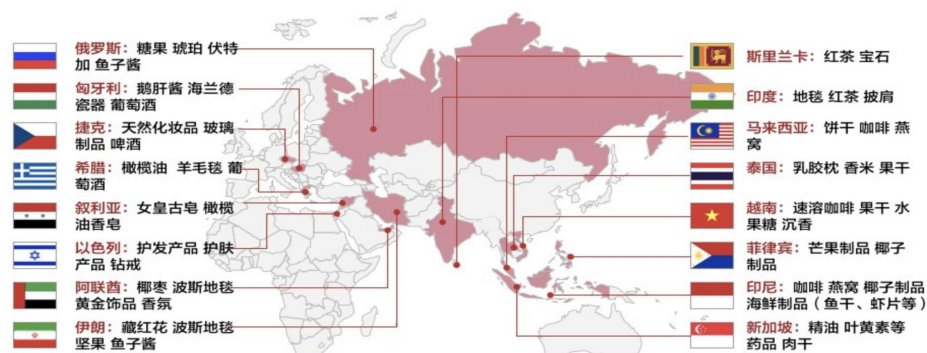 俄罗斯：糖果 琥珀 伏特
加 鱼子酱
匈牙利：鹅肝酱 海兰德
瓷器 葡萄酒
捷克：天然化妆品 玻璃
制品 啤酒
希腊：橄榄油 羊毛毯 葡
萄酒
叙利亚：女皇古皂 橄榄
油香皂
以色列：护发产品 护肤
产品 钻戒
阿联酋：椰枣 波斯地毯
黄金饰品 香氛
伊朗：藏红花 波斯地毯
坚果 鱼子酱
斯里兰卡：红茶 宝石
印度：地毯 红茶 披肩
马来西亚：饼干 咖啡 燕
窝
泰国：乳胶枕 香米 果干
越南：速溶咖啡 果干 水
果糖 沉香
菲律宾：芒果制品 椰子
制品
印尼：咖啡 燕窝 椰子制品
海鲜制品（鱼干、虾片等）
新加坡：精油 叶黄素等
药品 肉干